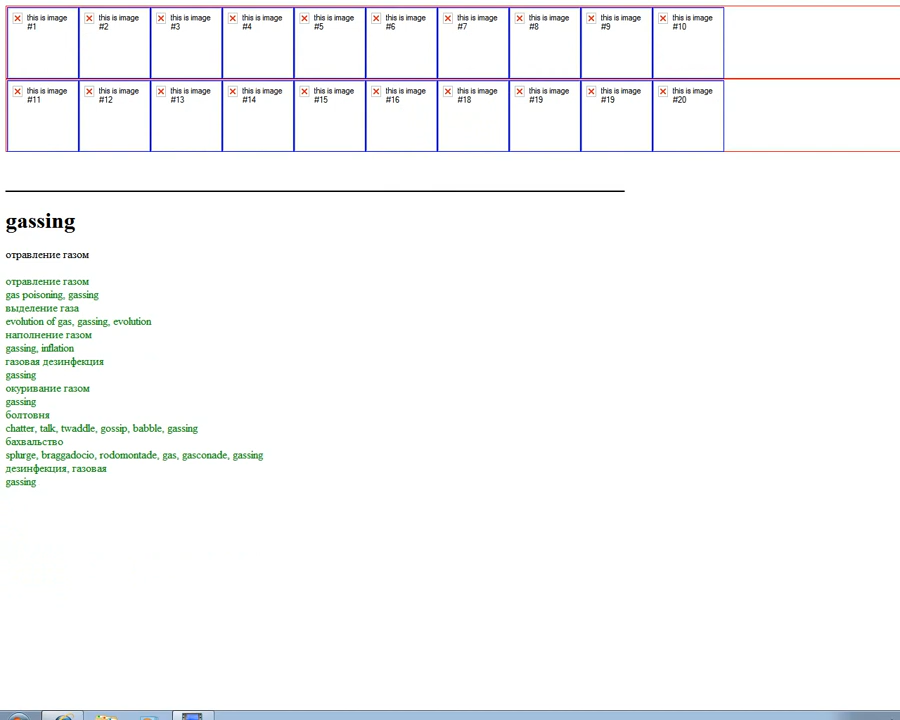 this is image #1
this is image #2
this is image #3
this is image #4
this is image #5
this is image #6
this is image #7
this is image #8
this is image #9
this is image #10
this is image #11
this is image #12
this is image #13
this is image #14
this is image #15
this is image #16
this is image #18
this is image #19
this is image #19
this is image #20
gassing
отравление газом
отравление газом
gas poisoning, gassing
выделение газа
evolution of gas, gassing, evolution
наполнение газом
gassing, inflation
газовая дезинфекция
gassing
окуривание газом
gassing
болтовня
chatter, talk, twaddle, gossip, babble, gassing
бахвальство
splurge, braggadocio, rodomontade, gas, gasconade, gassing
дезинфекция, газовая
gassing